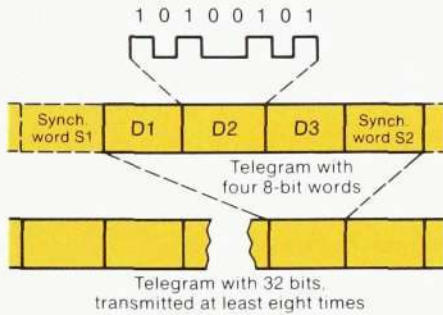 1 0 1 0 0 1 0 1
Synch. word S1
D1
D2
D3
Synch. word S2
Telegram with
four 8-bit words
Telegram with 32 bits,
transmitted at least eight times